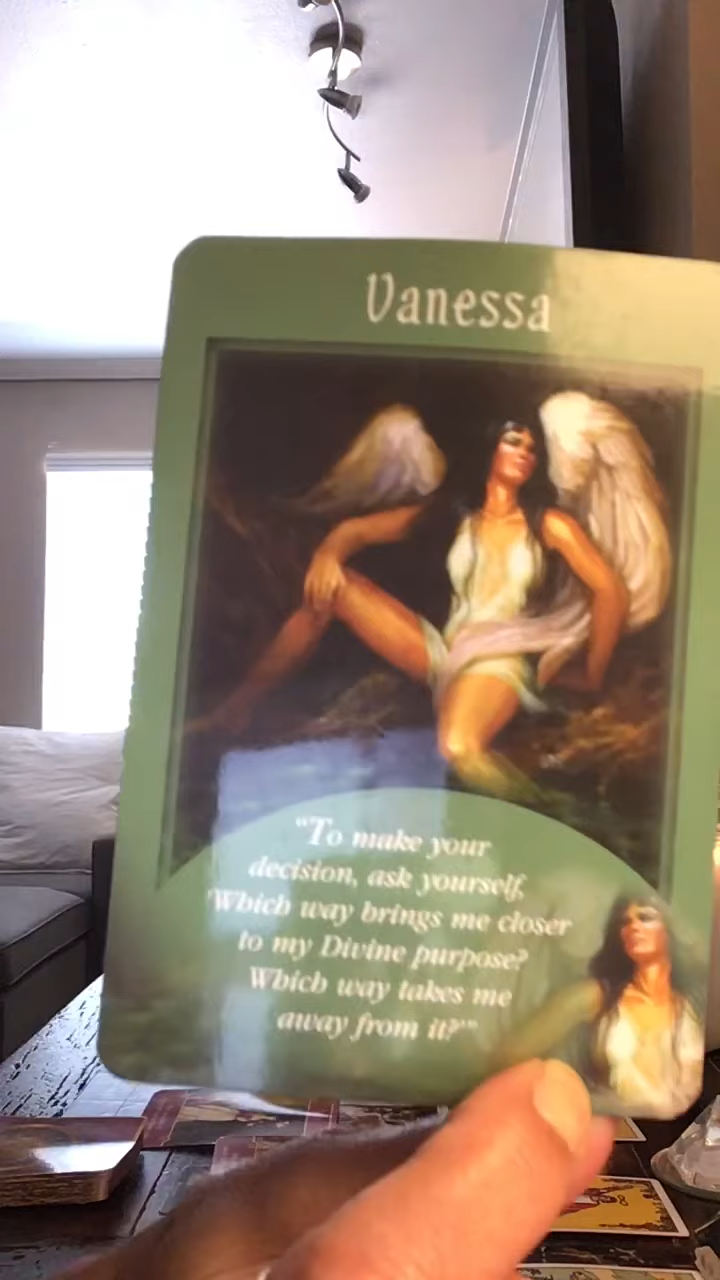 Vanessa
"To make your
decision, ask yourself,
'Which way brings me closer
to my Divine purpose?
Which way takes me
away from it?'"